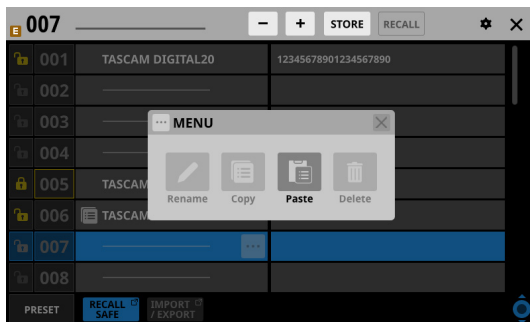 E 007
− + STORE RECALL
001 TASCAM DIGITAL20 12345678901234567890
002
003
004
··· MENU
Rename Copy Paste Delete
005 TASCAM
006 TASCAM
007 ···
008
PRESET
RECALL SAFE
IMPORT / EXPORT